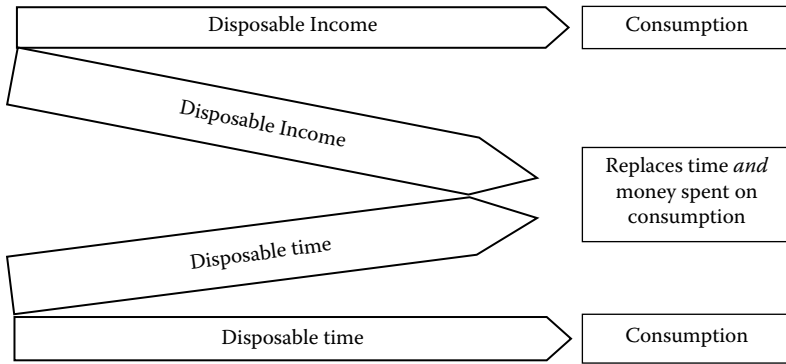 Disposable Income
Consumption
Disposable Income
Replaces time and
money spent on
consumption
Disposable time
Disposable time
Consumption